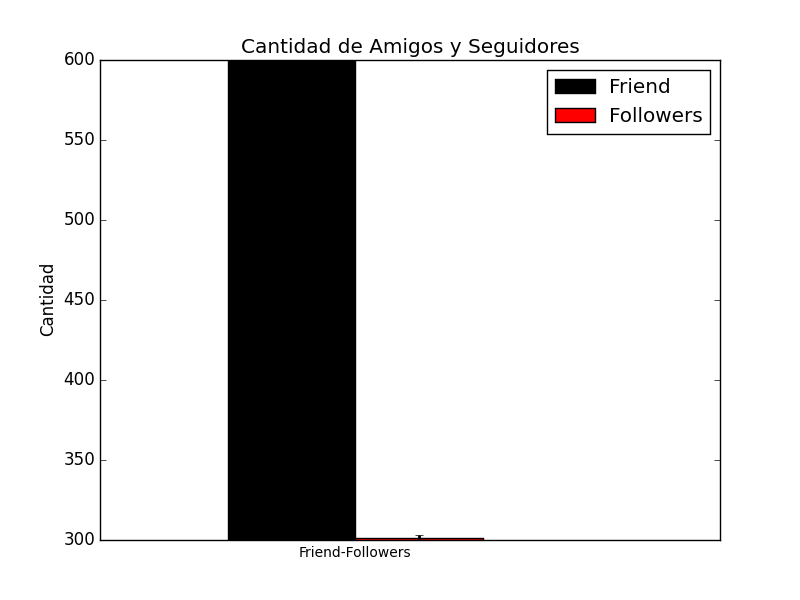 Cantidad de Amigos y Seguidores
600
550
500
450
400
350
300
Cantidad
Friend
Followers
Friend-Followers